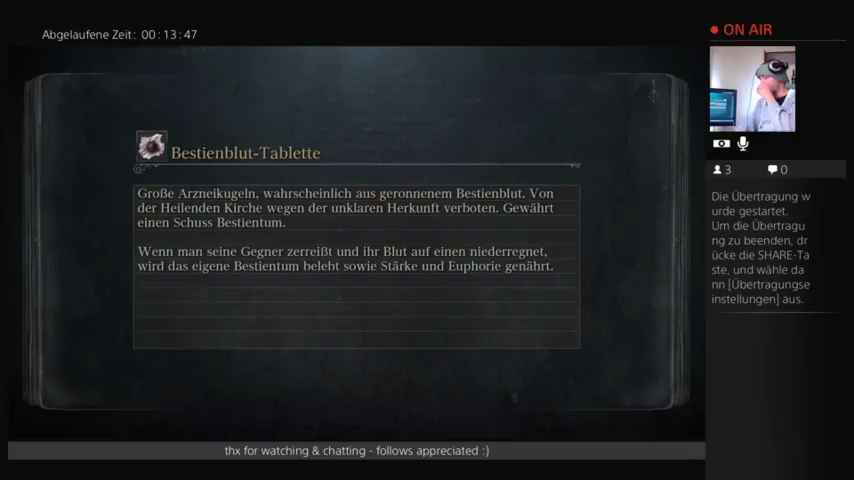 Abgelaufene Zeit: 00:13:47
ON AIR
Bestienblut-Tablette
Große Arzneikugeln, wahrscheinlich aus geronnenem Bestienblut. Von
der Heilenden Kirche wegen der unklaren Herkunft verboten. Gewährt
einen Schuss Bestientum.
Wenn man seine Gegner zerreißt und ihr Blut auf einen niederregnet,
wird das eigene Bestientum belebt sowie Stärke und Euphorie genährt.
3
0
Die Übertragung w
urde gestartet.
Um die Übertragu
ng zu beenden, dr
ücke die SHARE-Ta
ste, und wähle da
nn [Übertragungse
instellungen] aus.
thx for watching & chatting - follows appreciated :)